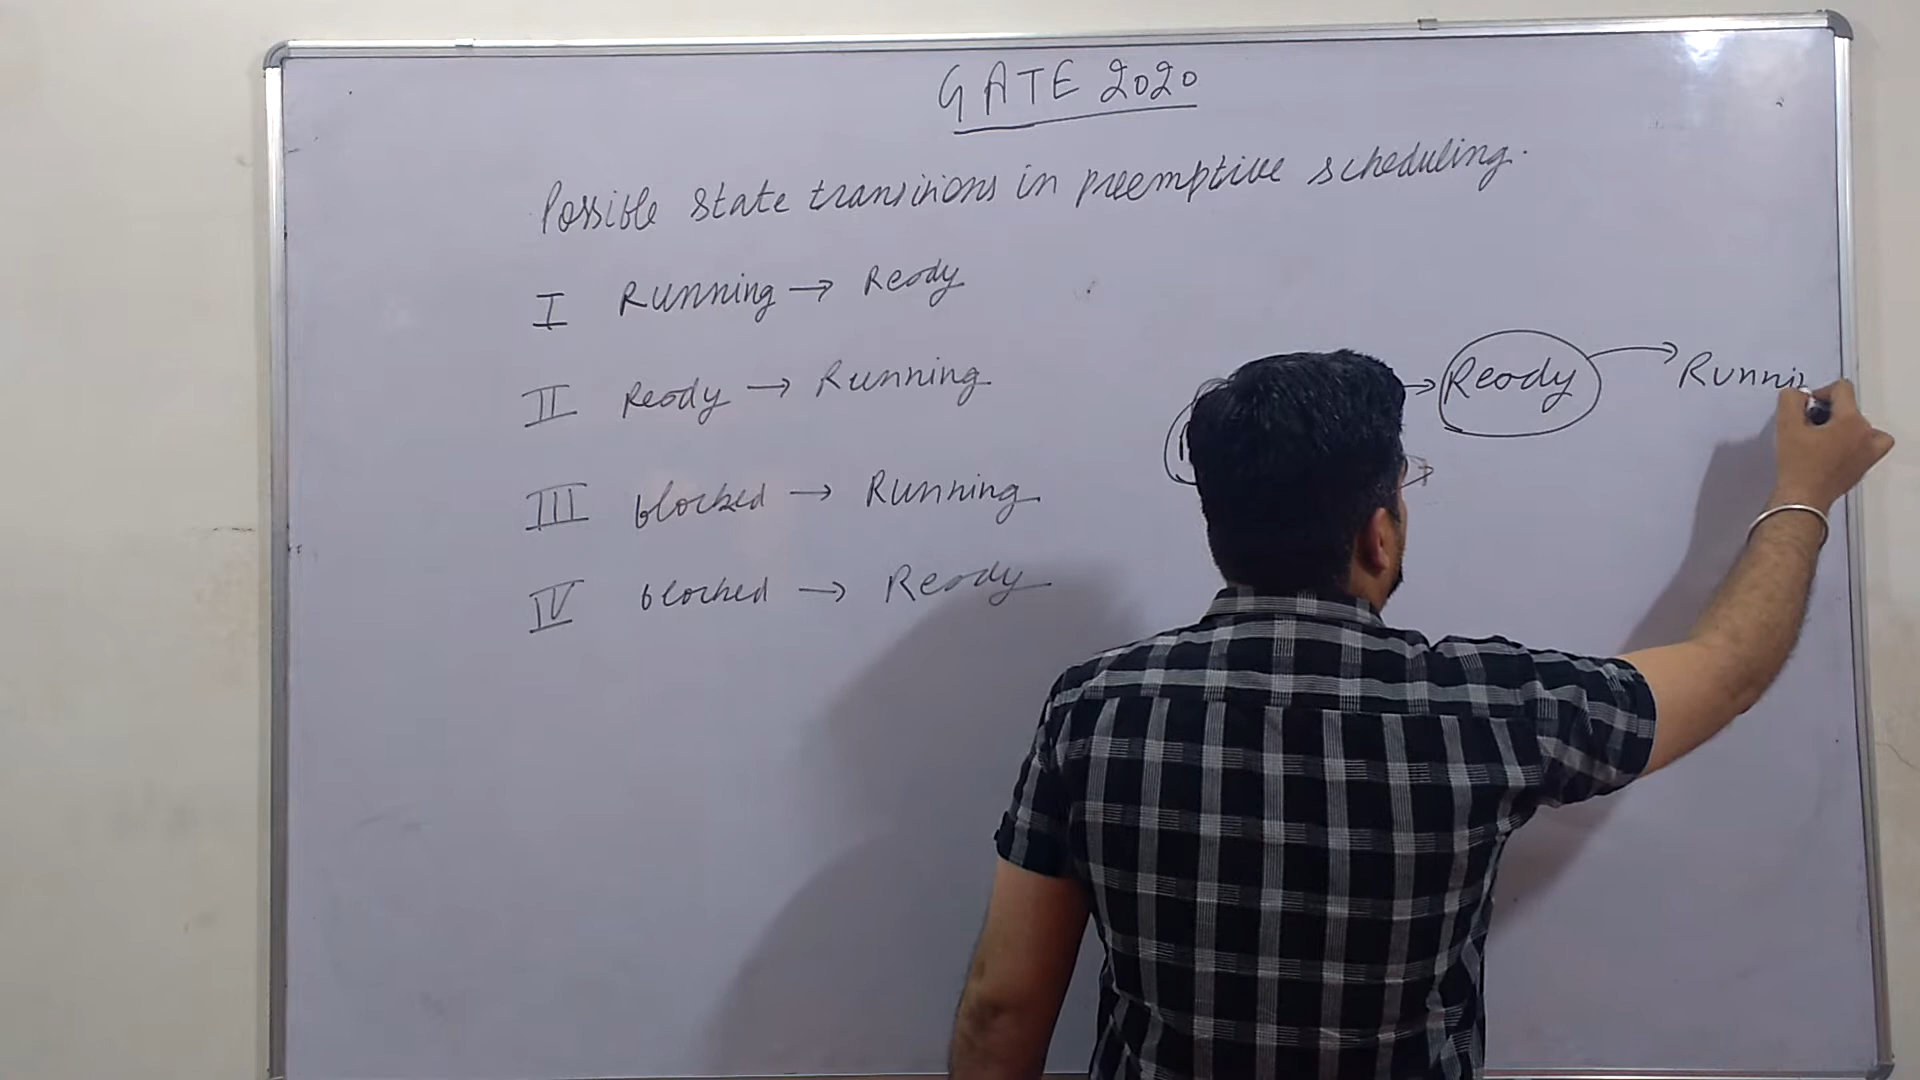 GATE 2020
Possible state transitions in preemptive scheduling.
I Running → Ready
II Ready → Running
III blocked → Running
IV blocked → Ready
→ Ready → Runni